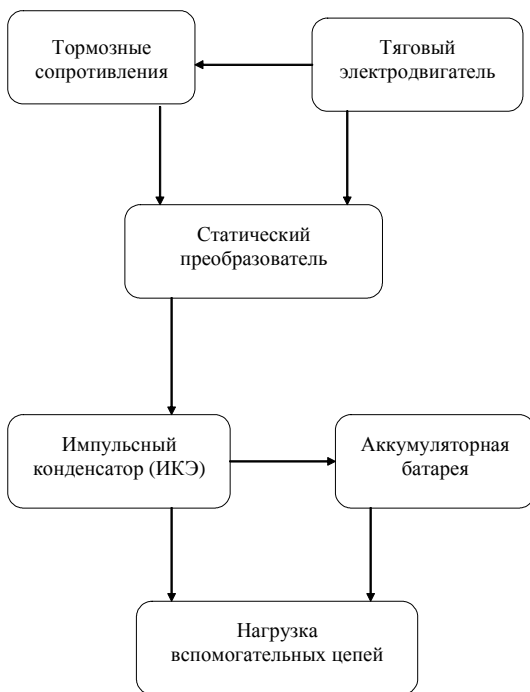 Тормозные
сопротивления
Тяговый
электродвигатель
Статический
преобразователь
Импульсный
конденсатор (ИКЭ)
Аккумуляторная
батарея
Нагрузка
вспомогательных цепей